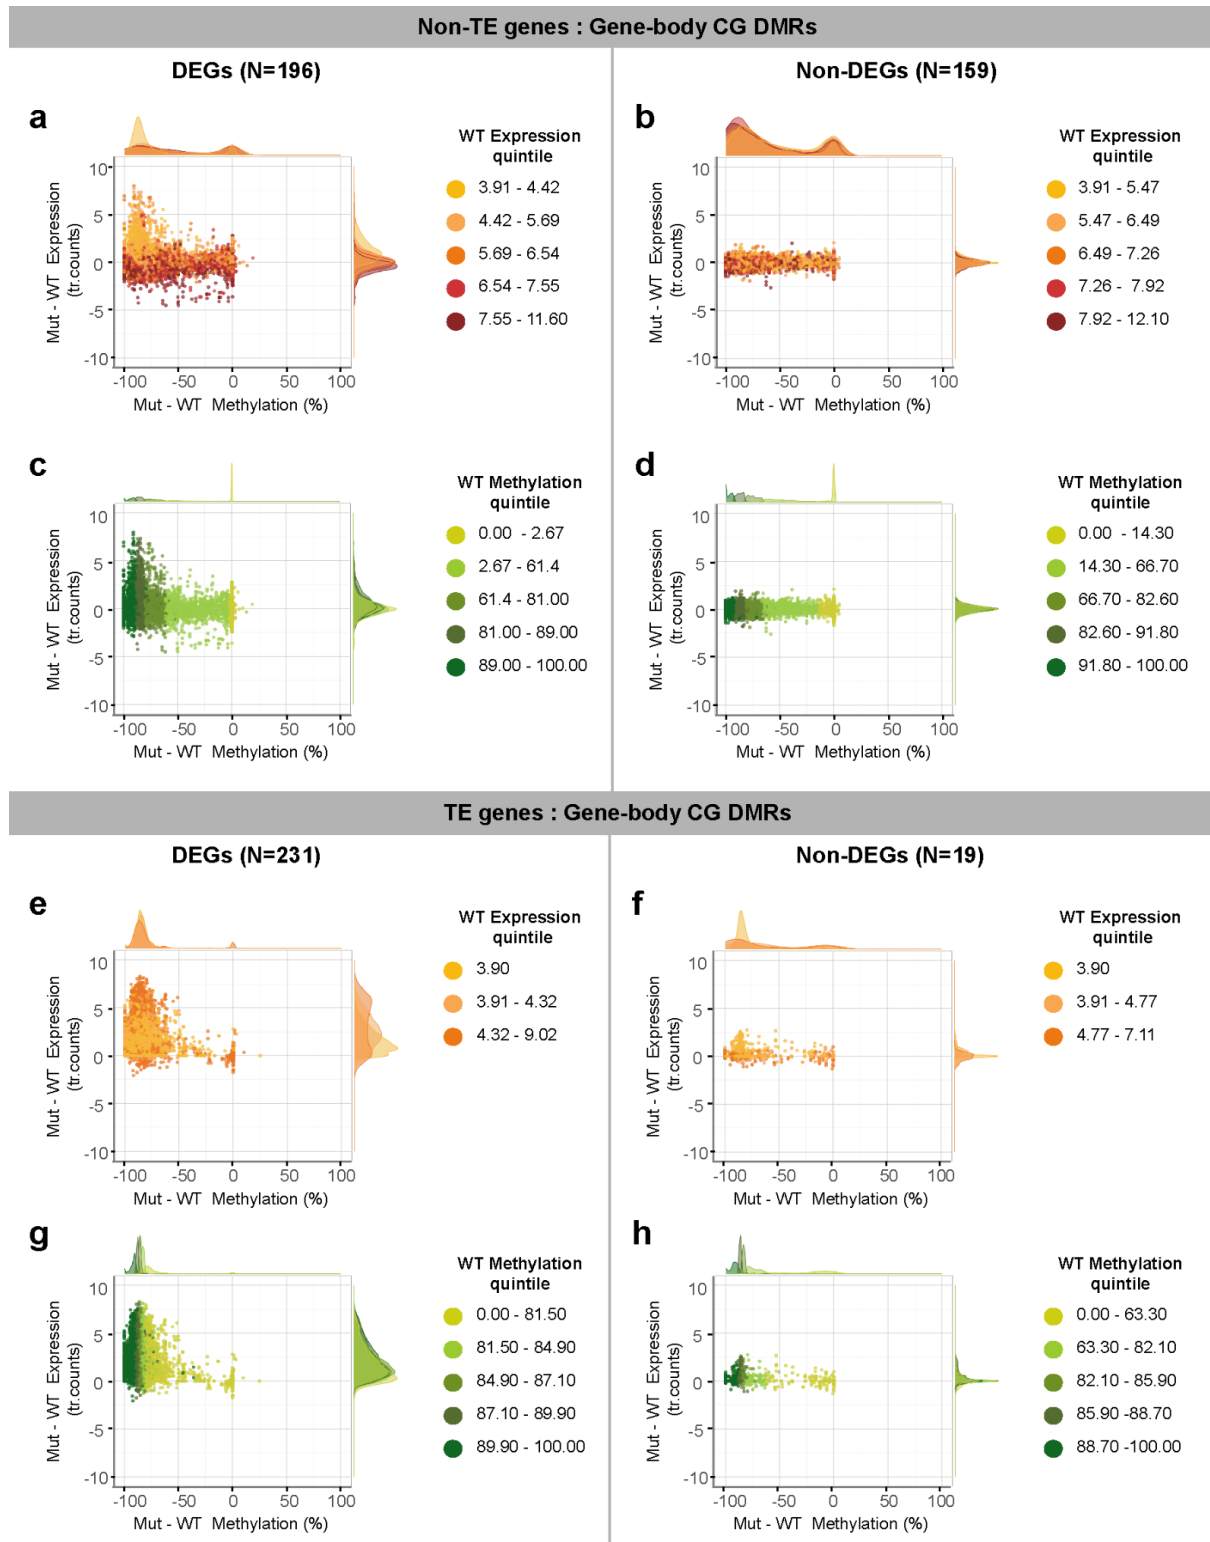 Non-TE genes : Gene-body CG DMRs
DEGs (N=196)
Non-DEGs (N=159)
a
WT Expression
quintile
3.91 - 4.42
4.42 - 5.69
5.69 - 6.54
6.54 - 7.55
7.55 - 11.60
10
5
0
-5
-10
Mut - WT Expression
(tr.counts)
-100 -50 0 50 100
Mut - WT Methylation (%)
b
WT Expression
quintile
3.91 - 5.47
5.47 - 6.49
6.49 - 7.26
7.26 - 7.92
7.92 - 12.10
10
5
0
-5
-10
Mut - WT Expression
(tr.counts)
-100 -50 0 50 100
Mut - WT Methylation (%)
c
WT Methylation
quintile
0.00 - 2.67
2.67 - 61.4
61.4 - 81.00
81.00 - 89.00
89.00 - 100.00
10
5
0
-5
-10
Mut - WT Expression
(tr.counts)
-100 -50 0 50 100
Mut - WT Methylation (%)
d
WT Methylation
quintile
0.00 - 14.30
14.30 - 66.70
66.70 - 82.60
82.60 - 91.80
91.80 - 100.00
10
5
0
-5
-10
Mut - WT Expression
(tr.counts)
-100 -50 0 50 100
Mut - WT Methylation (%)
TE genes : Gene-body CG DMRs
DEGs (N=231)
Non-DEGs (N=19)
e
WT Expression
quintile
3.90
3.91 - 4.32
4.32 - 9.02
10
5
0
-5
-10
Mut - WT Expression
(tr.counts)
-100 -50 0 50 100
Mut - WT Methylation (%)
f
WT Expression
quintile
3.90
3.91 - 4.77
4.77 - 7.11
10
5
0
-5
-10
Mut - WT Expression
(tr.counts)
-100 -50 0 50 100
Mut - WT Methylation (%)
g
WT Methylation
quintile
0.00 - 81.50
81.50 - 84.90
84.90 - 87.10
87.10 - 89.90
89.90 - 100.00
10
5
0
-5
-10
Mut - WT Expression
(tr.counts)
-100 -50 0 50 100
Mut - WT Methylation (%)
h
WT Methylation
quintile
0.00 - 63.30
63.30 - 82.10
82.10 - 85.90
85.90 -88.70
88.70 -100.00
10
5
0
-5
-10
Mut - WT Expression
(tr.counts)
-100 -50 0 50 100
Mut - WT Methylation (%)